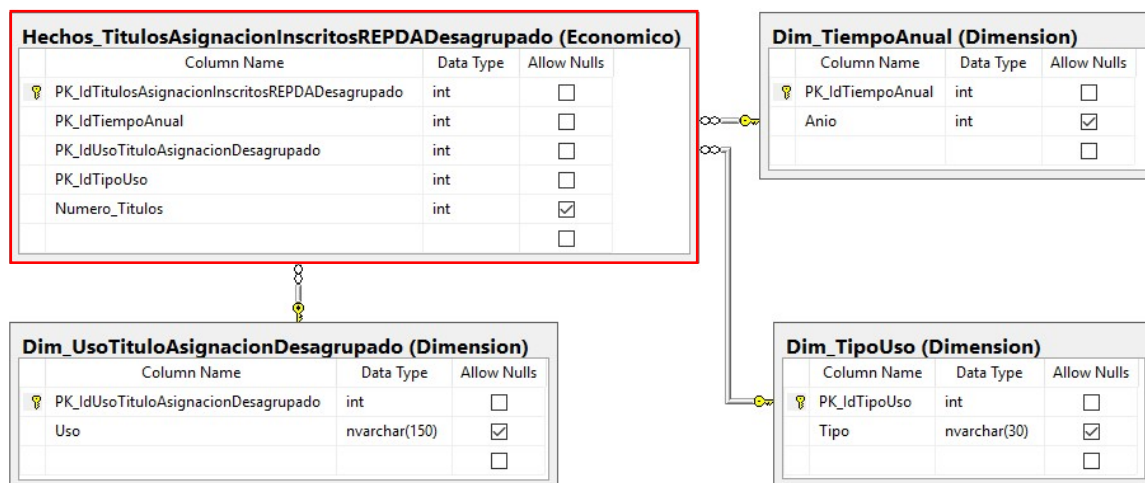 Hechos_TitulosAsignacionInscritosREPDADesagrupado (Economico)
Column Name Data Type Allow Nulls
PK_IdTitulosAsignacionInscritosREPDADesagrupado int
PK_IdTiempoAnual int
PK_IdUsoTituloAsignacionDesagrupado int
PK_IdTipoUso int
Numero_Titulos int
Dim_TiempoAnual (Dimension)
Column Name Data Type Allow Nulls
PK_IdTiempoAnual int
Anio int
Dim_UsoTituloAsignacionDesagrupado (Dimension)
Column Name Data Type Allow Nulls
PK_IdUsoTituloAsignacionDesagrupado int
Uso nvarchar(150)
Dim_TipoUso (Dimension)
Column Name Data Type Allow Nulls
PK_IdTipoUso int
Tipo nvarchar(30)